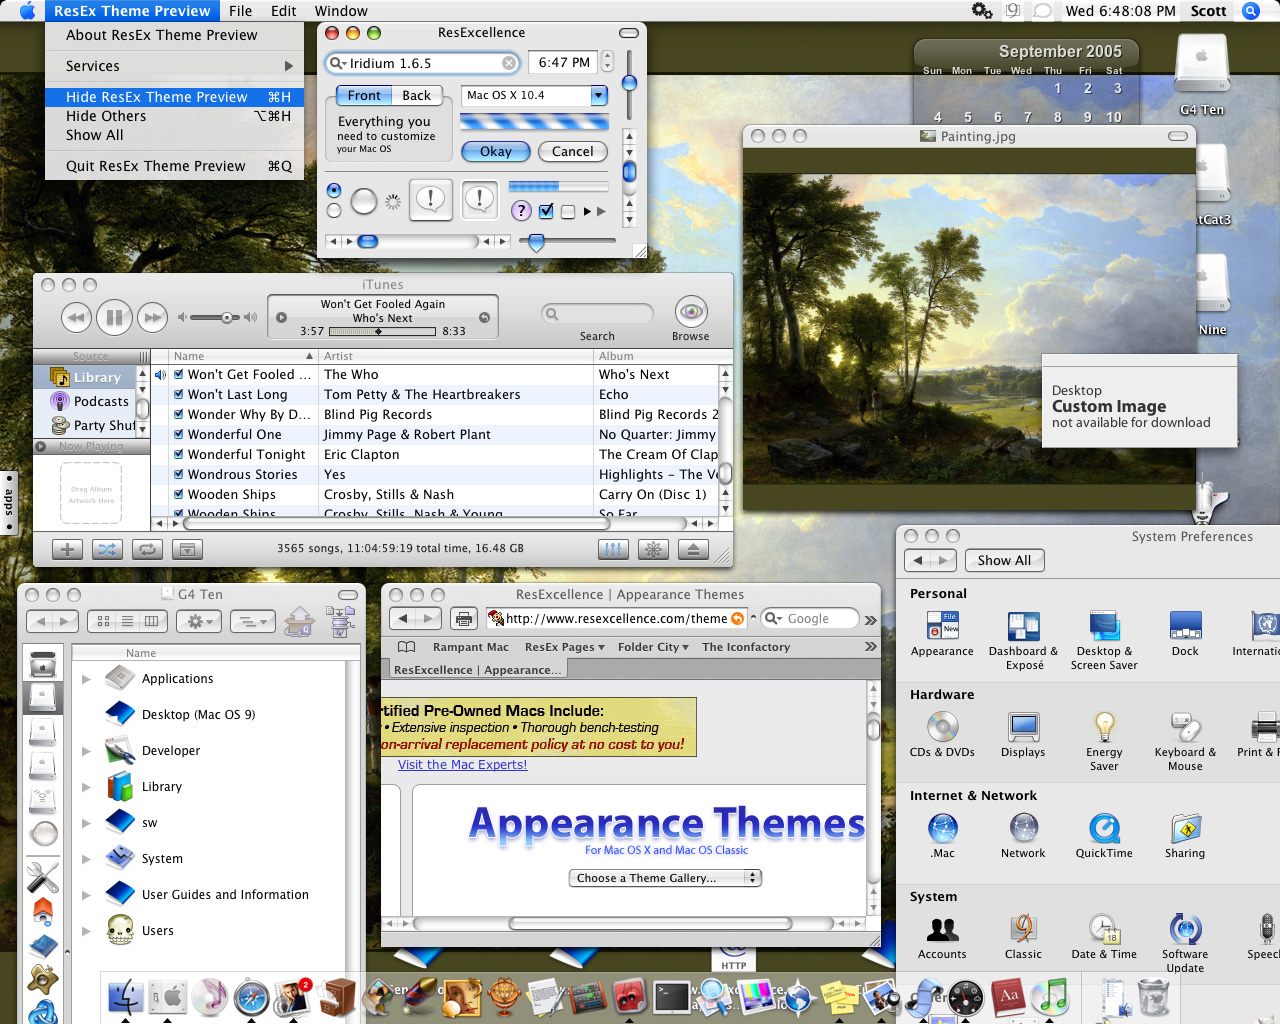 ResEx Theme Preview File Edit Window
Wed 6:48:08 PM Scott
About ResEx Theme Preview
Services
Hide ResEx Theme Preview ⌘H
Hide Others ⌥⌘H
Show All
Quit ResEx Theme Preview ⌘Q
ResExcellence
Iridium 1.6.5
6:47 PM
Front Back
Mac OS X 10.4
Everything you
need to customize
your Mac OS
Okay Cancel
September 2005
Sun Mon Tue Wed Thu Fri Sat
1 2 3
4 5 6 7 8 9 10
G4 Ten
tCat3
Nine
Painting.jpg
Desktop
Custom Image
not available for download
iTunes
Won't Get Fooled Again
Who's Next
3:57 8:33
Search
Browse
Source
Library
Podcasts
Party Shuf
Now Playing
Drag Album
Artwork Here
Name Artist Album
Won't Get Fooled ... The Who Who's Next
Won't Last Long Tom Petty & The Heartbreakers Echo
Wonder Why By D... Blind Pig Records Blind Pig Records 2
Wonderful One Jimmy Page & Robert Plant No Quarter: Jimmy
Wonderful Tonight Eric Clapton The Cream Of Clap
Wondrous Stories Yes Highlights - The Ve
Wooden Ships Crosby, Stills & Nash Carry On (Disc 1)
Wooden Ships Crosby, Stills, Nash & Young So Far
3565 songs, 11:04:59:19 total time, 16.48 GB
apps
G4 Ten
Name
Applications
Desktop (Mac OS 9)
Developer
Library
sw
System
User Guides and Information
Users
ResExcellence | Appearance Themes
http://www.resexcellence.com/theme
Google
Rampant Mac ResEx Pages Folder City The Iconfactory
ResExcellence | Appearance...
rtified Pre-Owned Macs Include:
• Extensive inspection • Thorough bench-testing
on-arrival replacement policy at no cost to you!
Visit the Mac Experts!
Appearance Themes
For Mac OS X and Mac OS Classic
Choose a Theme Gallery...
System Preferences
Show All
Personal
File
New
Appearance
Dashboard &
Exposé
Desktop &
Screen Saver
Dock
Internatio
Hardware
CDs & DVDs
Displays
Energy
Saver
Keyboard &
Mouse
Print & F
Internet & Network
.Mac
Network
QuickTime
Sharing
System
Accounts
Classic
18
Date & Time
Software
Update
Speech
HTTP
2
Aa